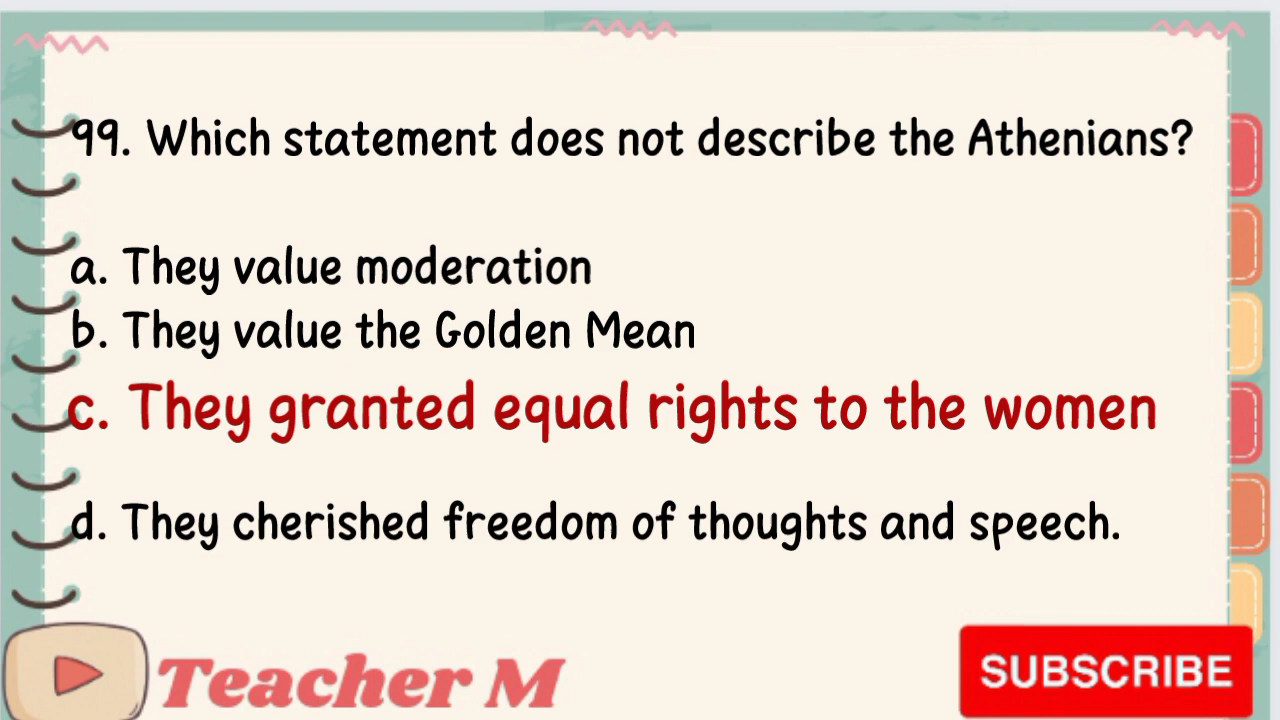 99. Which statement does not describe the Athenians?
a. They value moderation
b. They value the Golden Mean
c. They granted equal rights to the women
d. They cherished freedom of thoughts and speech.
Teacher M
SUBSCRIBE